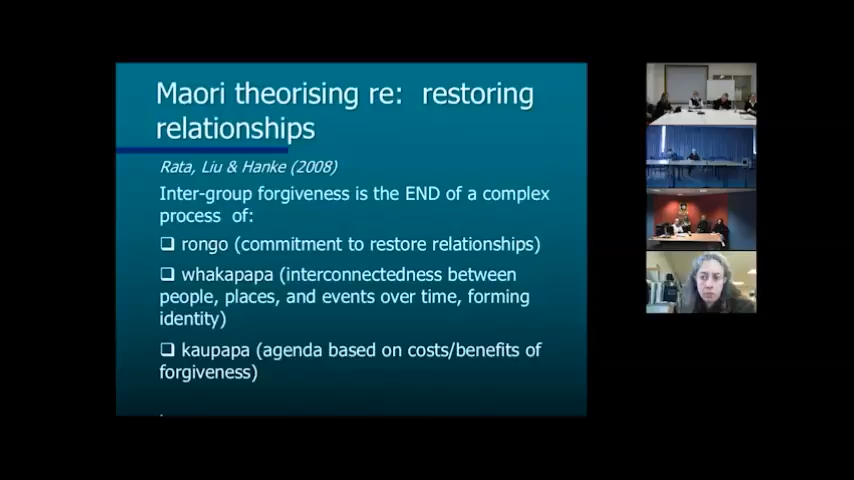 Maori theorising re: restoring
relationships
Rata, Liu & Hanke (2008)
Inter-group forgiveness is the END of a complex
process of:
❑ rongo (commitment to restore relationships)
❑ whakapapa (interconnectedness between
people, places, and events over time, forming
identity)
❑ kaupapa (agenda based on costs/benefits of
forgiveness)
.